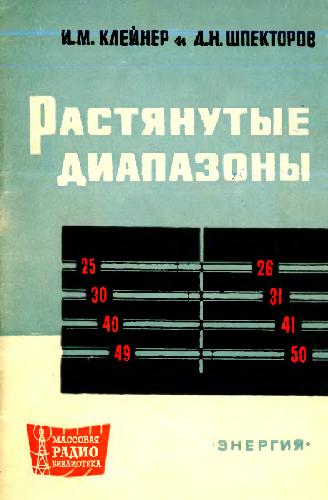 И.М. КЛЕЙНЕР и Д.Н. ШПЕКТОРОВ
РАСТЯНУТЫЕ
ДИАПАЗОНЫ
25 26
30 31
40 41
49 50
МАССОВАЯ
РАДИО
БИБЛИОТЕКА
·ЭНЕРГИЯ·